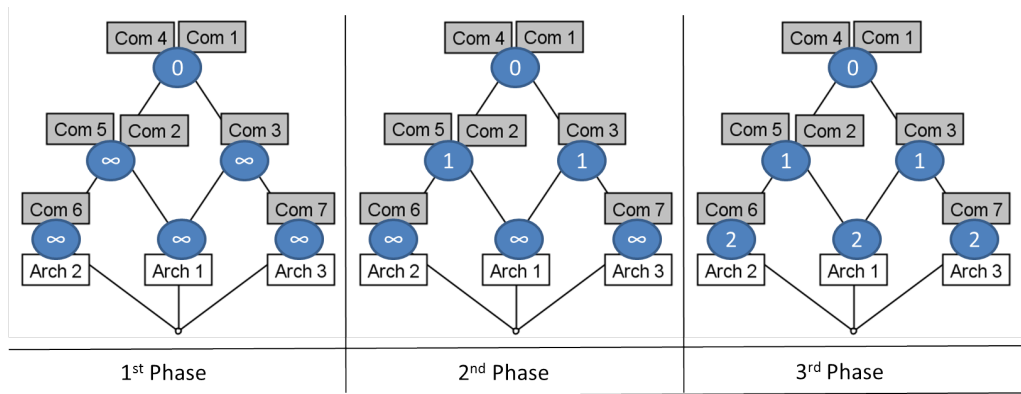 Com 4 Com 1
0
Com 5 Com 2 Com 3
∞ ∞
Com 6 Com 7
∞ ∞ ∞
Arch 2 Arch 1 Arch 3
1st Phase
Com 4 Com 1
0
Com 5 Com 2 Com 3
1 1
Com 6 Com 7
∞ ∞ ∞
Arch 2 Arch 1 Arch 3
2nd Phase
Com 4 Com 1
0
Com 5 Com 2 Com 3
1 1
Com 6 Com 7
2 2 2
Arch 2 Arch 1 Arch 3
3rd Phase